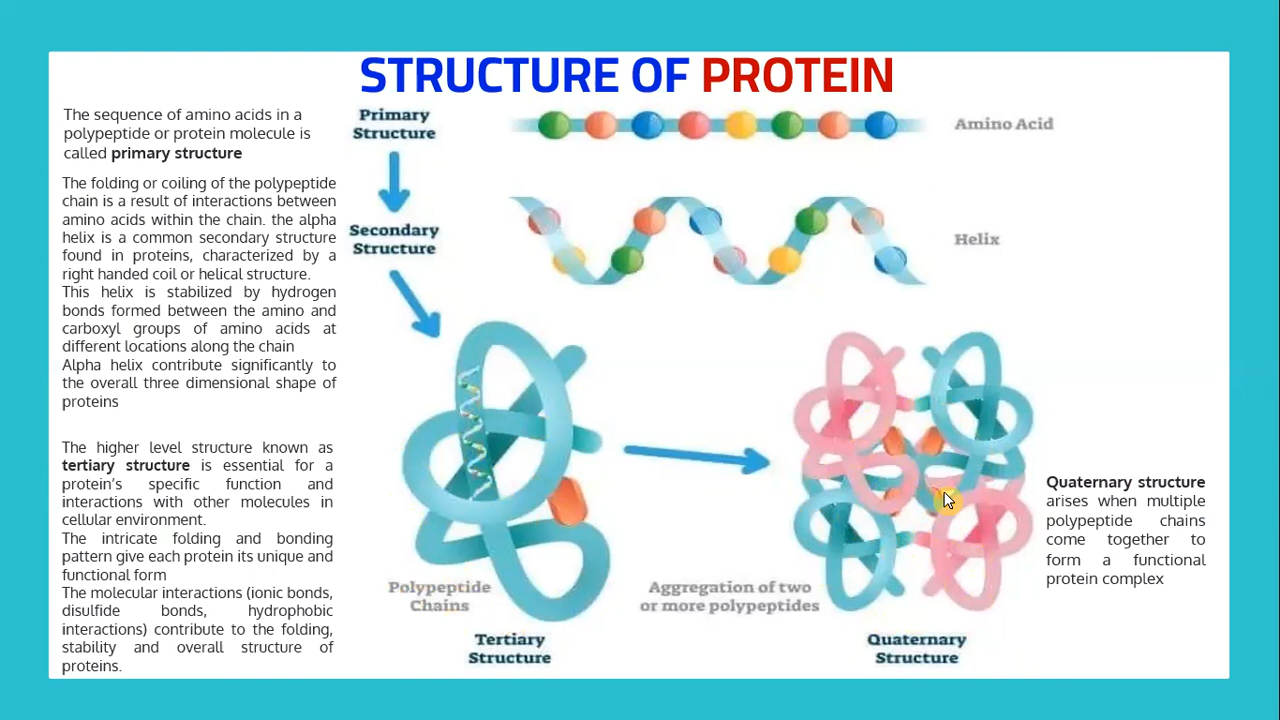 STRUCTURE OF PROTEIN
The sequence of amino acids in a
polypeptide or protein molecule is
called primary structure
Primary
Structure
Amino Acid
The folding or coiling of the polypeptide
chain is a result of interactions between
amino acids within the chain. the alpha
helix is a common secondary structure
found in proteins, characterized by a
right handed coil or helical structure.
This helix is stabilized by hydrogen
bonds formed between the amino and
carboxyl groups of amino acids at
different locations along the chain
Alpha helix contribute significantly to
the overall three dimensional shape of
proteins
Secondary
Structure
Helix
The higher level structure known as
tertiary structure is essential for a
protein's specific function and
interactions with other molecules in
cellular environment.
The intricate folding and bonding
pattern give each protein its unique and
functional form
The molecular interactions (ionic bonds,
disulfide bonds, hydrophobic
interactions) contribute to the folding,
stability and overall structure of
proteins.
Polypeptide
Chains
Tertiary
Structure
Aggregation of two
or more polypeptides
Quaternary
Structure
Quaternary structure
arises when multiple
polypeptide chains
come together to
form a functional
protein complex